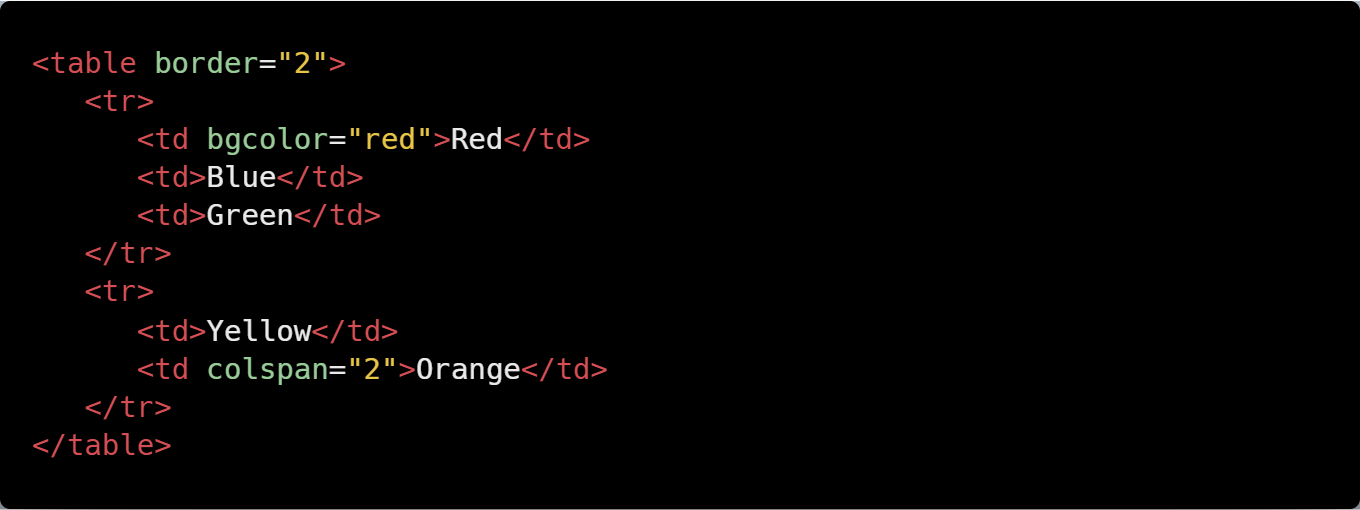 <table border="2">
   <tr>
      <td bgcolor="red">Red</td>
      <td>Blue</td>
      <td>Green</td>
   </tr>
   <tr>
      <td>Yellow</td>
      <td colspan="2">Orange</td>
   </tr>
</table>